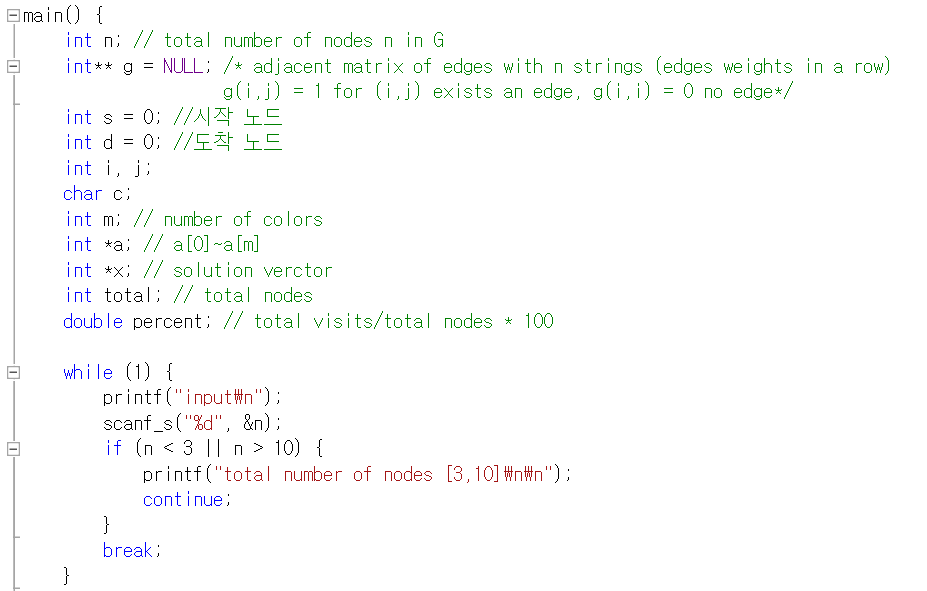 main() {
int n; // total number of nodes n in G
int** g = NULL; /* adjacent matrix of edges with n strings (edges weights in a row)
g(i,j) = 1 for (i,j) exists an edge, g(i,i) = 0 no edge*/
int s = 0; //시작 노드
int d = 0; //도착 노드
int i, j;
char c;
int m; // number of colors
int *a; // a[0]~a[m]
int *x; // solution verctor
int total; // total nodes
double percent; // total visits/total nodes * 100
while (1) {
printf("input₩n");
scanf_s("%d", &n);
if (n < 3 || n > 10) {
printf("total number of nodes [3,10]₩n₩n");
continue;
}
break;
}